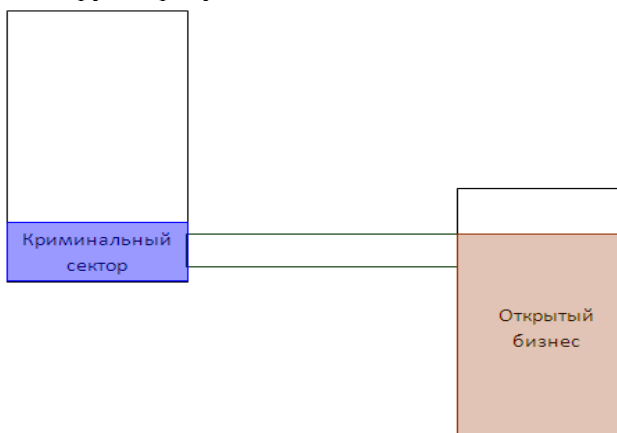 Криминальный
сектор
Открытый
бизнес